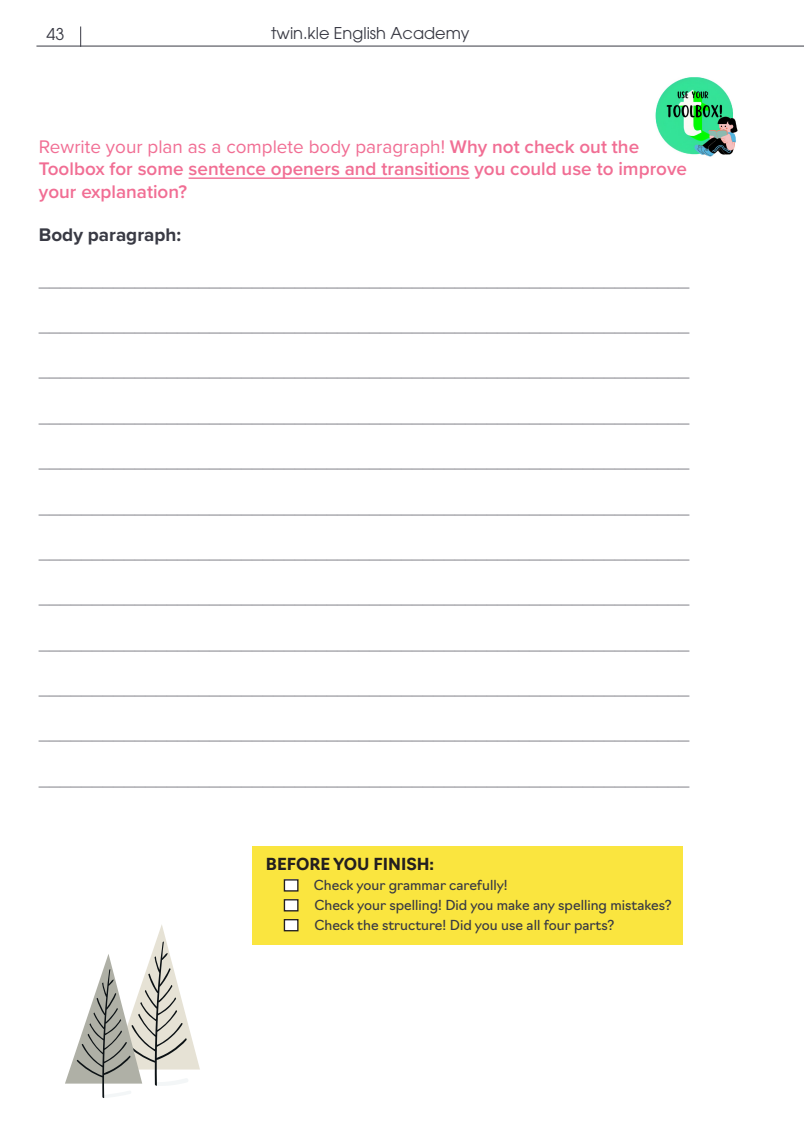 43
twin.kle English Academy
USE YOUR
TOOLBOX!
Rewrite your plan as a complete body paragraph! Why not check out the
Toolbox for some sentence openers and transitions you could use to improve
your explanation?
Body paragraph:
BEFORE YOU FINISH:
Check your grammar carefully!
Check your spelling! Did you make any spelling mistakes?
Check the structure! Did you use all four parts?